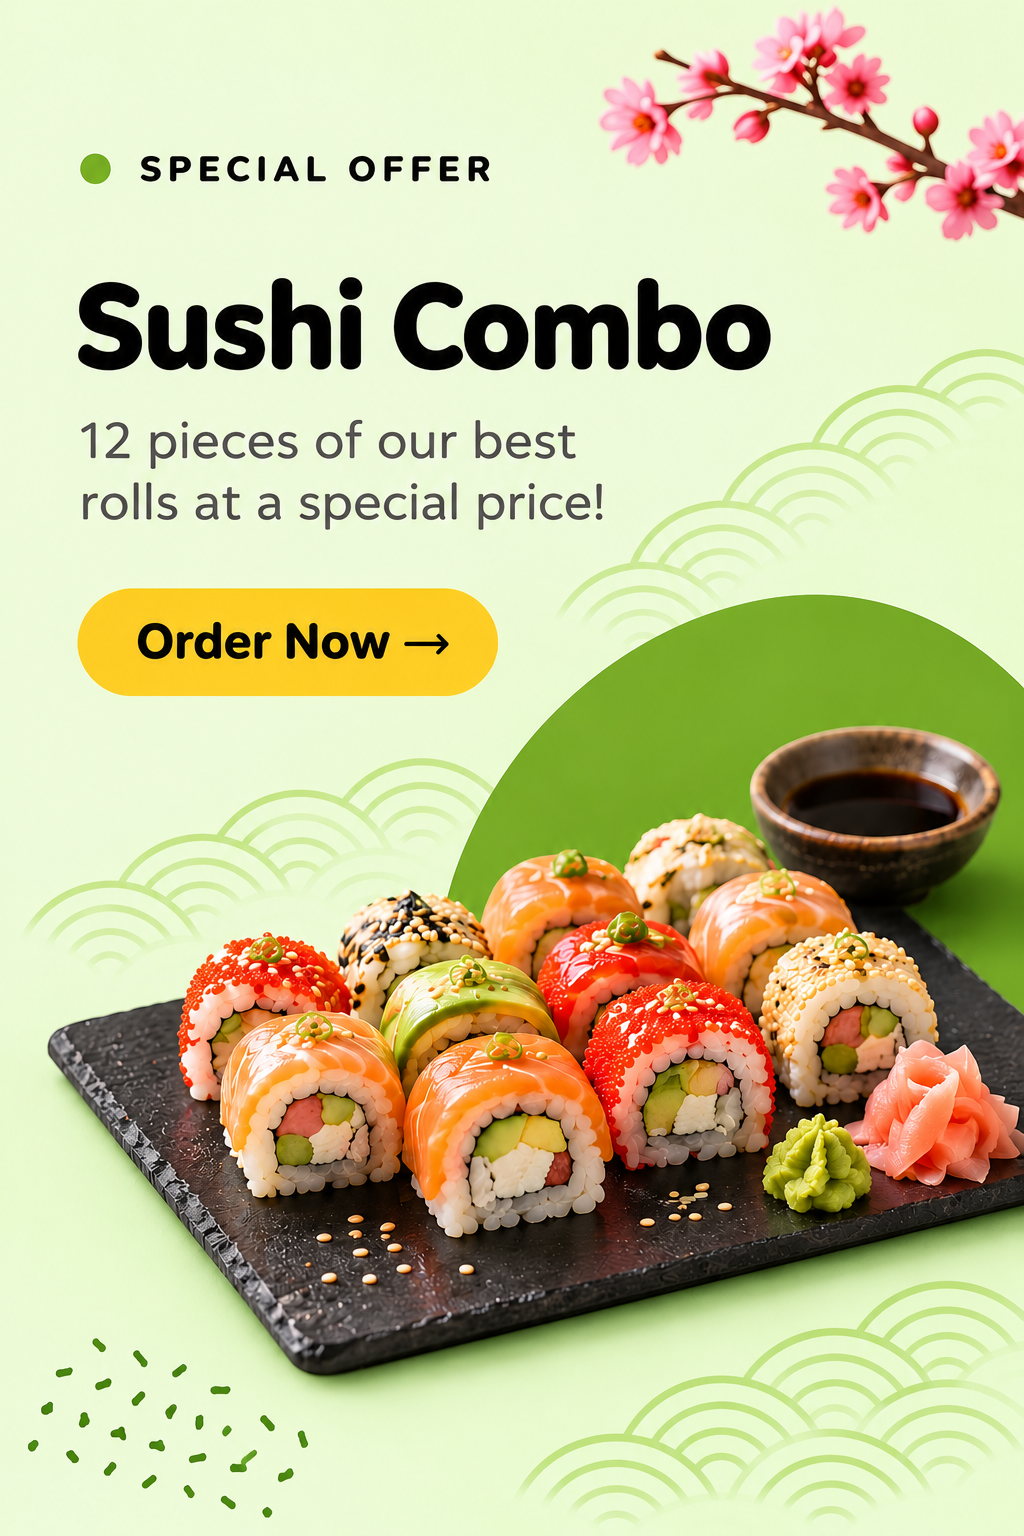 SPECIAL OFFER
Sushi Combo
12 pieces of our best
rolls at a special price!
Order Now →